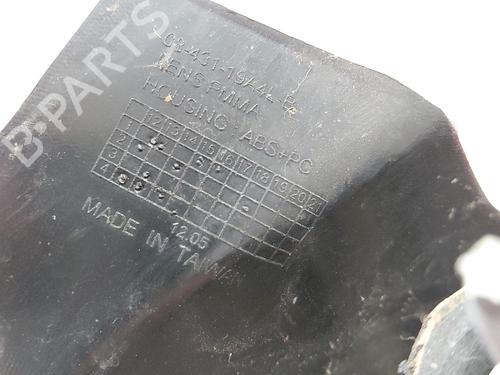 B-PARTS
LENS PMMA
HOUSING : ABS+PC
12 13 14 15 16 17 18 19 20 21
1
2
3
4
12.05
MADE IN TAIWAN